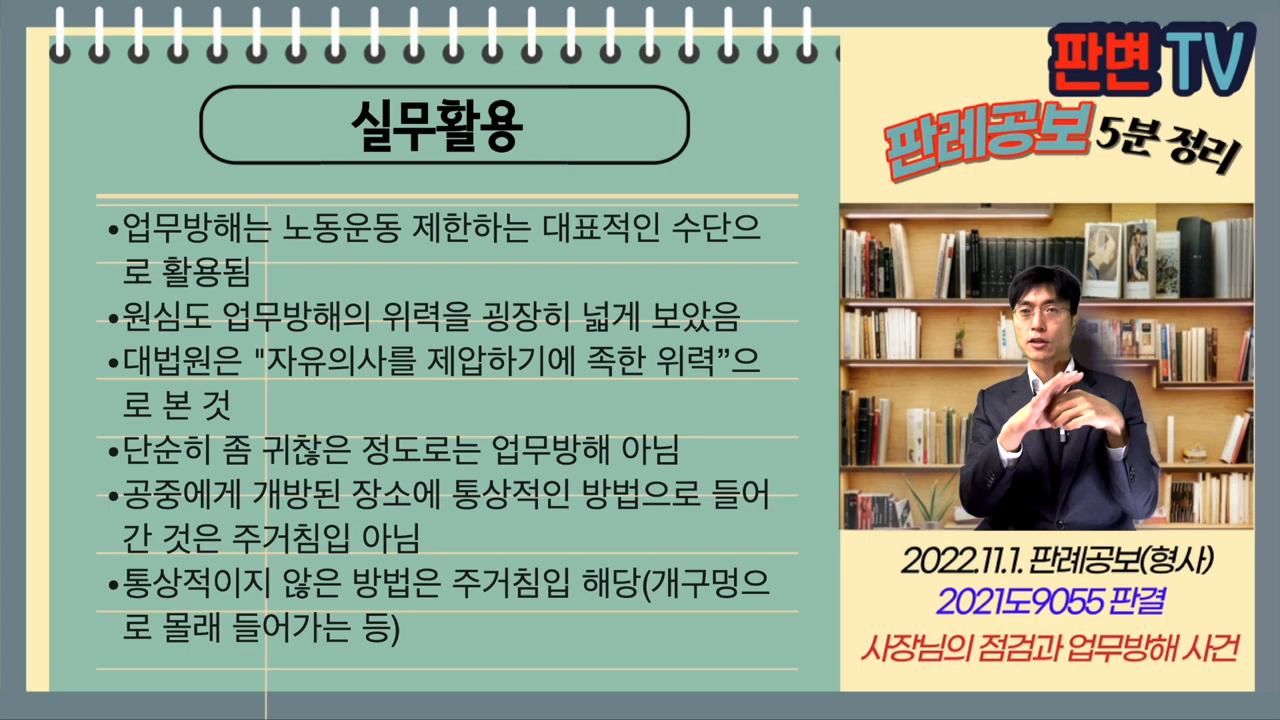 실무활용
•업무방해는 노동운동 제한하는 대표적인 수단으
로 활용됨
•원심도 업무방해의 위력을 굉장히 넓게 보았음
•대법원은 "자유의사를 제압하기에 족한 위력”으
로 본 것
•단순히 좀 귀찮은 정도로는 업무방해 아님
•공중에게 개방된 장소에 통상적인 방법으로 들어
간 것은 주거침입 아님
•통상적이지 않은 방법은 주거침입 해당(개구멍으
로 몰래 들어가는 등)
판변 TV
판례공보 5분 정리
2022.11.1. 판례공보(형사)
2021도9055 판결
사장님의 점검과 업무방해 사건